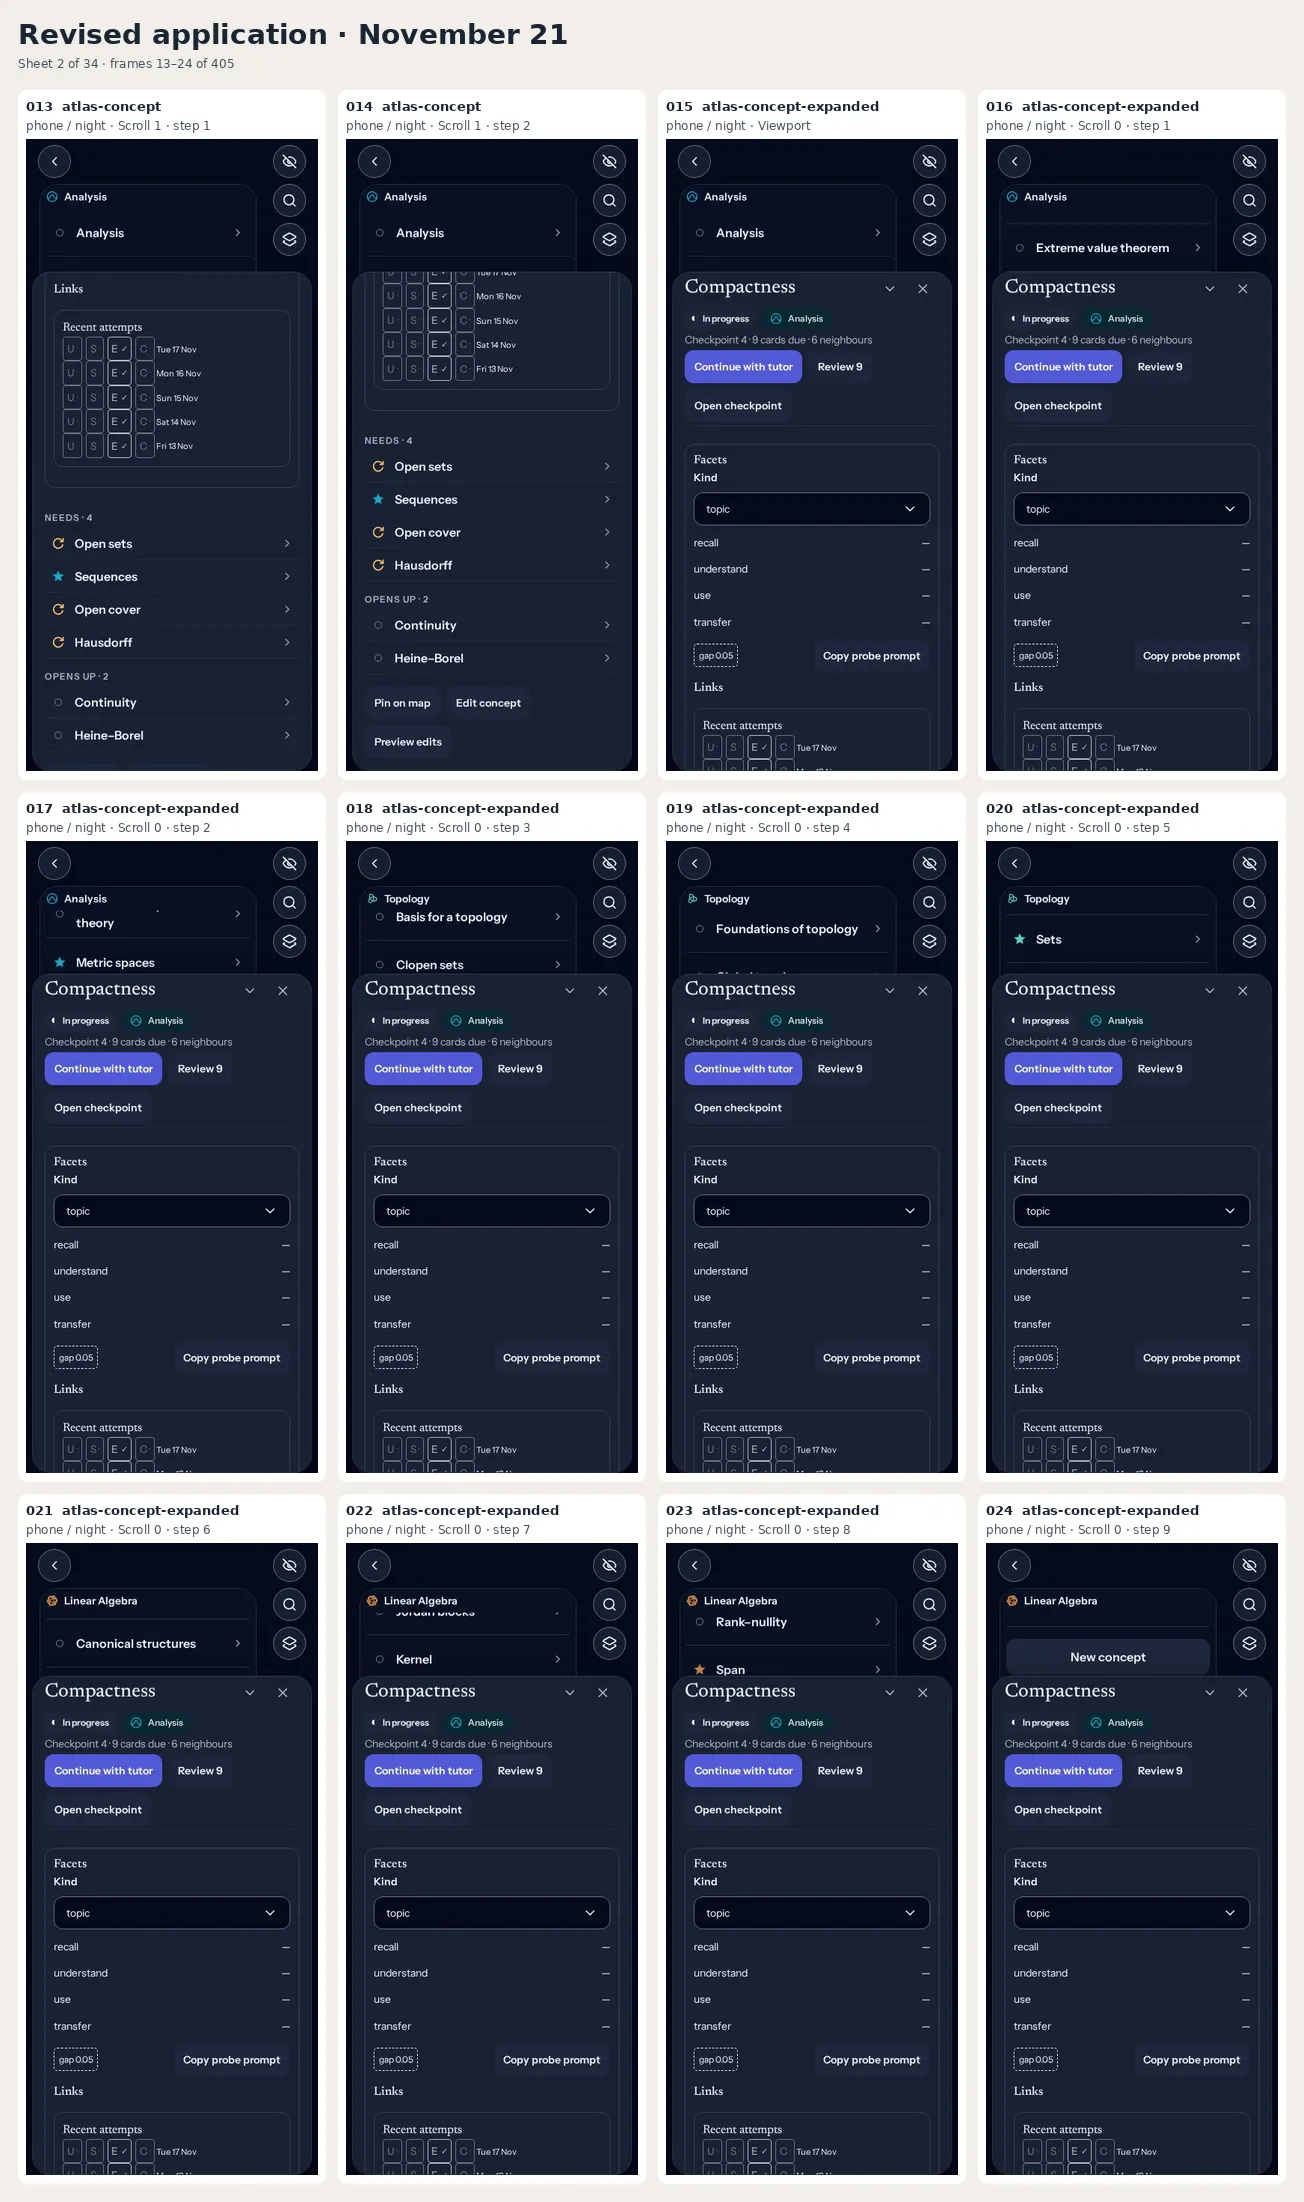 Revised application · November 21
Sheet 2 of 34 · frames 13–24 of 405
013 atlas-concept
phone / night · Scroll 1 · step 1
Analysis
Analysis
Links
Recent attempts
U · S · E ✓ C · Tue 17 Nov
U · S · E ✓ C · Mon 16 Nov
U · S · E ✓ C · Sun 15 Nov
U · S · E ✓ C · Sat 14 Nov
U · S · E ✓ C · Fri 13 Nov
NEEDS · 4
Open sets
Sequences
Open cover
Hausdorff
OPENS UP · 2
Continuity
Heine–Borel
014 atlas-concept
phone / night · Scroll 1 · step 2
Analysis
Analysis
U · S · E ✓ C · Tue 17 Nov
U · S · E ✓ C · Mon 16 Nov
U · S · E ✓ C · Sun 15 Nov
U · S · E ✓ C · Sat 14 Nov
U · S · E ✓ C · Fri 13 Nov
NEEDS · 4
Open sets
Sequences
Open cover
Hausdorff
OPENS UP · 2
Continuity
Heine–Borel
Pin on map Edit concept
Preview edits
015 atlas-concept-expanded
phone / night · Viewport
Analysis
Analysis
Compactness
In progress Analysis
Checkpoint 4 · 9 cards due · 6 neighbours
Continue with tutor Review 9
Open checkpoint
Facets
Kind
topic
recall —
understand —
use —
transfer —
gap 0.05 Copy probe prompt
Links
Recent attempts
U · S · E ✓ C · Tue 17 Nov
016 atlas-concept-expanded
phone / night · Scroll 0 · step 1
Analysis
Extreme value theorem
Compactness
In progress Analysis
Checkpoint 4 · 9 cards due · 6 neighbours
Continue with tutor Review 9
Open checkpoint
Facets
Kind
topic
recall —
understand —
use —
transfer —
gap 0.05 Copy probe prompt
Links
Recent attempts
U · S · E ✓ C · Tue 17 Nov
017 atlas-concept-expanded
phone / night · Scroll 0 · step 2
Analysis
theory
Metric spaces
Compactness
In progress Analysis
Checkpoint 4 · 9 cards due · 6 neighbours
Continue with tutor Review 9
Open checkpoint
Facets
Kind
topic
recall —
understand —
use —
transfer —
gap 0.05 Copy probe prompt
Links
Recent attempts
U · S · E ✓ C · Tue 17 Nov
018 atlas-concept-expanded
phone / night · Scroll 0 · step 3
Topology
Basis for a topology
Clopen sets
Compactness
In progress Analysis
Checkpoint 4 · 9 cards due · 6 neighbours
Continue with tutor Review 9
Open checkpoint
Facets
Kind
topic
recall —
understand —
use —
transfer —
gap 0.05 Copy probe prompt
Links
Recent attempts
U · S · E ✓ C · Tue 17 Nov
019 atlas-concept-expanded
phone / night · Scroll 0 · step 4
Topology
Foundations of topology
Compactness
In progress Analysis
Checkpoint 4 · 9 cards due · 6 neighbours
Continue with tutor Review 9
Open checkpoint
Facets
Kind
topic
recall —
understand —
use —
transfer —
gap 0.05 Copy probe prompt
Links
Recent attempts
U · S · E ✓ C · Tue 17 Nov
020 atlas-concept-expanded
phone / night · Scroll 0 · step 5
Topology
Sets
Compactness
In progress Analysis
Checkpoint 4 · 9 cards due · 6 neighbours
Continue with tutor Review 9
Open checkpoint
Facets
Kind
topic
recall —
understand —
use —
transfer —
gap 0.05 Copy probe prompt
Links
Recent attempts
U · S · E ✓ C · Tue 17 Nov
021 atlas-concept-expanded
phone / night · Scroll 0 · step 6
Linear Algebra
Canonical structures
Compactness
In progress Analysis
Checkpoint 4 · 9 cards due · 6 neighbours
Continue with tutor Review 9
Open checkpoint
Facets
Kind
topic
recall —
understand —
use —
transfer —
gap 0.05 Copy probe prompt
Links
Recent attempts
U · S · E ✓ C · Tue 17 Nov
022 atlas-concept-expanded
phone / night · Scroll 0 · step 7
Linear Algebra
Jordan blocks
Kernel
Compactness
In progress Analysis
Checkpoint 4 · 9 cards due · 6 neighbours
Continue with tutor Review 9
Open checkpoint
Facets
Kind
topic
recall —
understand —
use —
transfer —
gap 0.05 Copy probe prompt
Links
Recent attempts
U · S · E ✓ C · Tue 17 Nov
023 atlas-concept-expanded
phone / night · Scroll 0 · step 8
Linear Algebra
Rank–nullity
Span
Compactness
In progress Analysis
Checkpoint 4 · 9 cards due · 6 neighbours
Continue with tutor Review 9
Open checkpoint
Facets
Kind
topic
recall —
understand —
use —
transfer —
gap 0.05 Copy probe prompt
Links
Recent attempts
U · S · E ✓ C · Tue 17 Nov
024 atlas-concept-expanded
phone / night · Scroll 0 · step 9
Linear Algebra
New concept
Compactness
In progress Analysis
Checkpoint 4 · 9 cards due · 6 neighbours
Continue with tutor Review 9
Open checkpoint
Facets
Kind
topic
recall —
understand —
use —
transfer —
gap 0.05 Copy probe prompt
Links
Recent attempts
U · S · E ✓ C · Tue 17 Nov